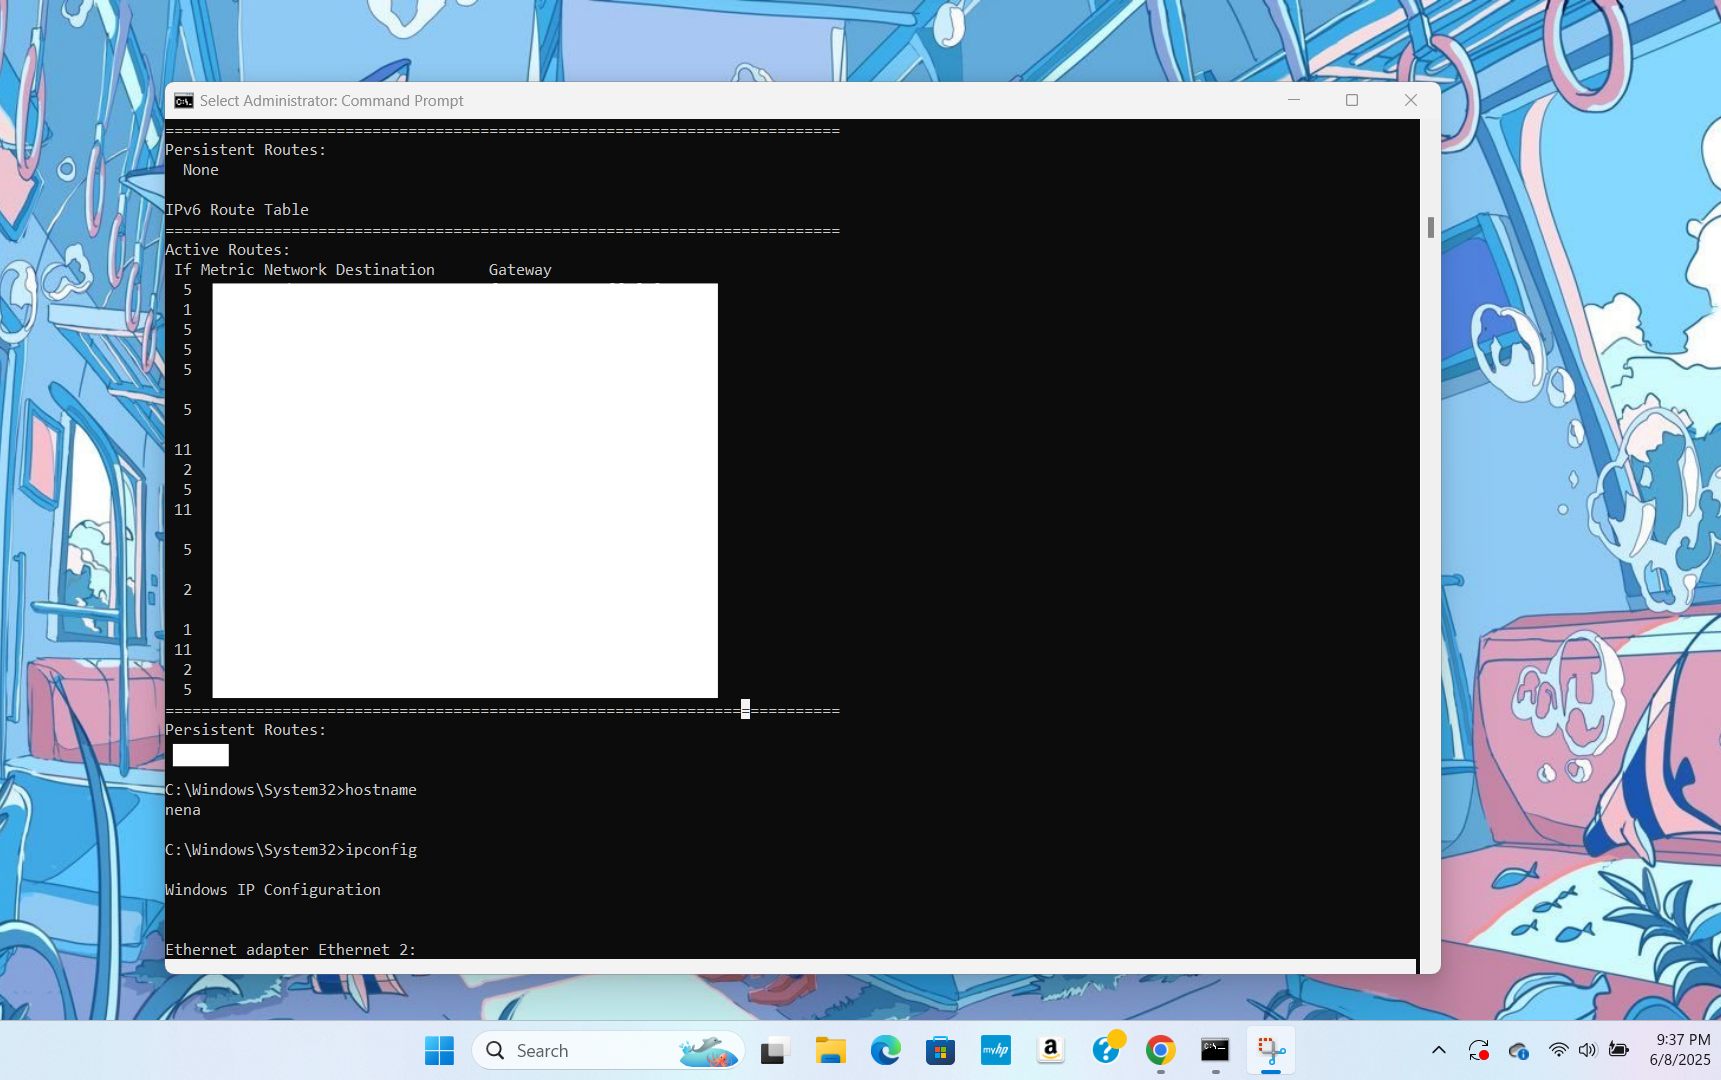 Select Administrator: Command Prompt
===========================================================================
Persistent Routes:
  None
IPv6 Route Table
===========================================================================
Active Routes:
 If Metric Network Destination      Gateway
5
1
5
5
5
5
11
2
5
11
5
2
1
11
2
5
===========================================================================
Persistent Routes:
C:\Windows\System32>hostname
nena
C:\Windows\System32>ipconfig
Windows IP Configuration
Ethernet adapter Ethernet 2:
Search
myhp
a
?
C:\_
9:37 PM
6/8/2025